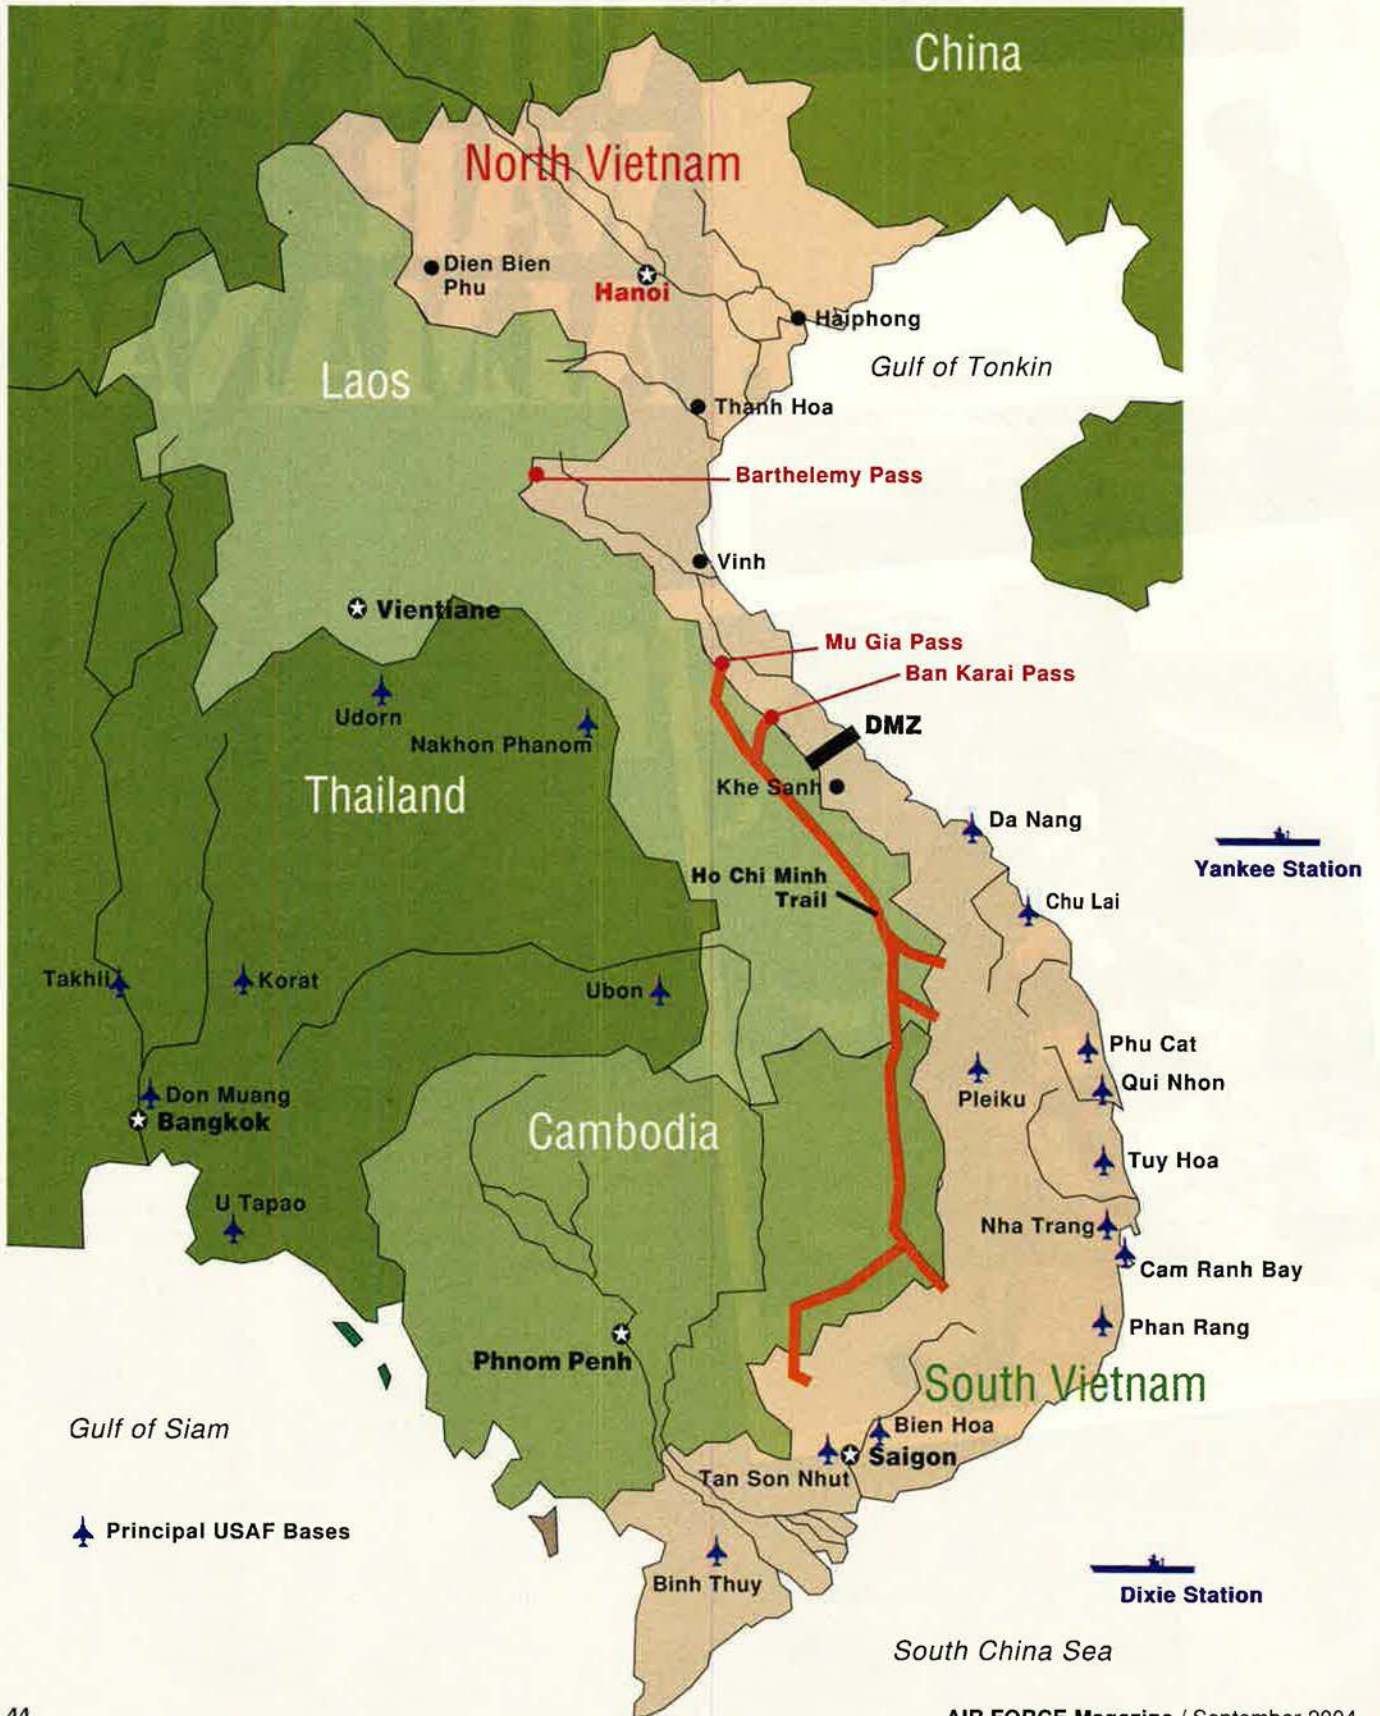 China
North Vietnam
Dien Bien
Phu
Hanoi
Haiphong
Gulf of Tonkin
Laos
Thanh Hoa
Barthelemy Pass
Vinh
Vientiane
Mu Gia Pass
Ban Karai Pass
Udorn
DMZ
Nakhon Phanom
Thailand
Khe Sanh
Da Nang
Yankee Station
Ho Chi Minh
Trail
Chu Lai
Takhli
Korat
Ubon
Phu Cat
Qui Nhon
Pleiku
Don Muang
Bangkok
Cambodia
Tuy Hoa
U Tapao
Nha Trang
Cam Ranh Bay
Phan Rang
Phnom Penh
South Vietnam
Gulf of Siam
Bien Hoa
Saigon
Tan Son Nhut
Principal USAF Bases
Binh Thuy
Dixie Station
South China Sea
44
AIR FORCE Magazine / September 2004